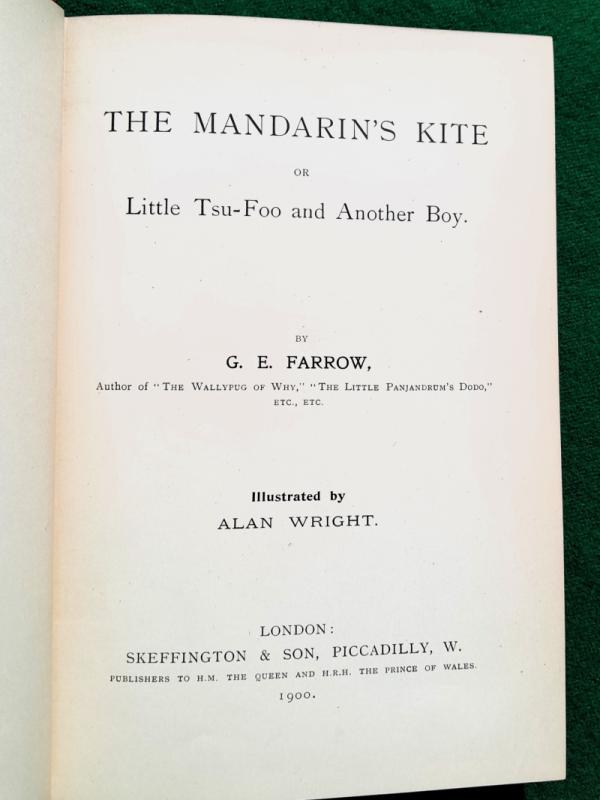 THE MANDARIN'S KITE
OR
Little Tsu-Foo and Another Boy.
BY
G. E. FARROW,
Author of "THE WALLYPUG OF WHY," "THE LITTLE PANJANDRUM'S DODO,"
ETC., ETC.
Illustrated by
ALAN WRIGHT.
LONDON:
SKEFFINGTON & SON, PICCADILLY, W.
PUBLISHERS TO H.M. THE QUEEN AND H.R.H. THE PRINCE OF WALES.
1900.